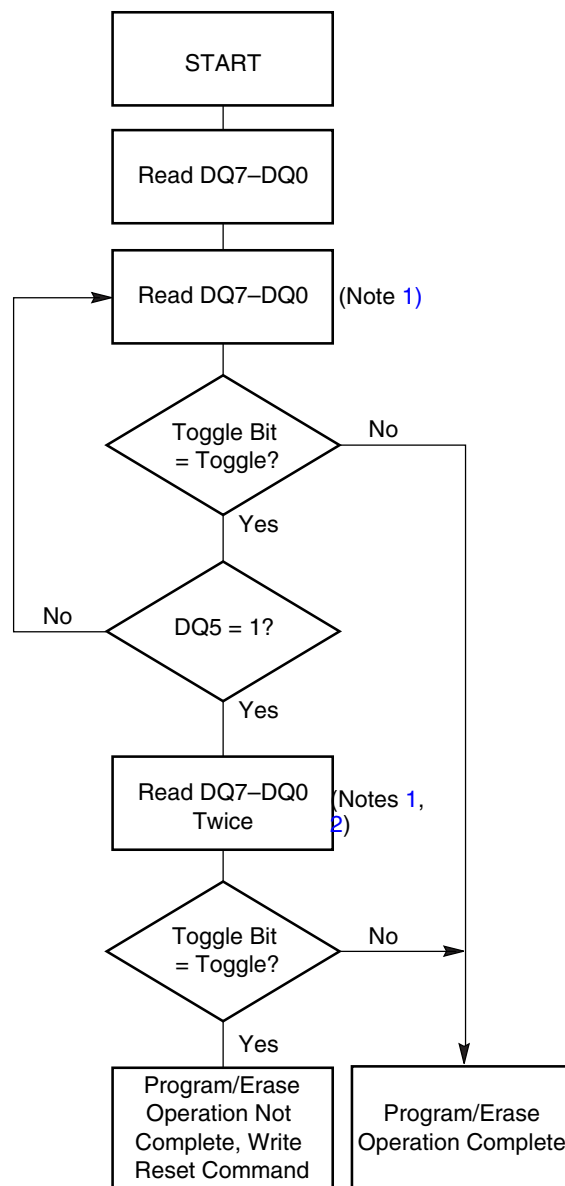 START
Read DQ7–DQ0
Read DQ7–DQ0
(Note 1)
Toggle Bit
= Toggle?
No
Yes
DQ5 = 1?
No
Yes
Read DQ7–DQ0
Twice
(Notes 1,
2)
Toggle Bit
= Toggle?
No
Yes
Program/Erase
Operation Not
Complete, Write
Reset Command
Program/Erase
Operation Complete